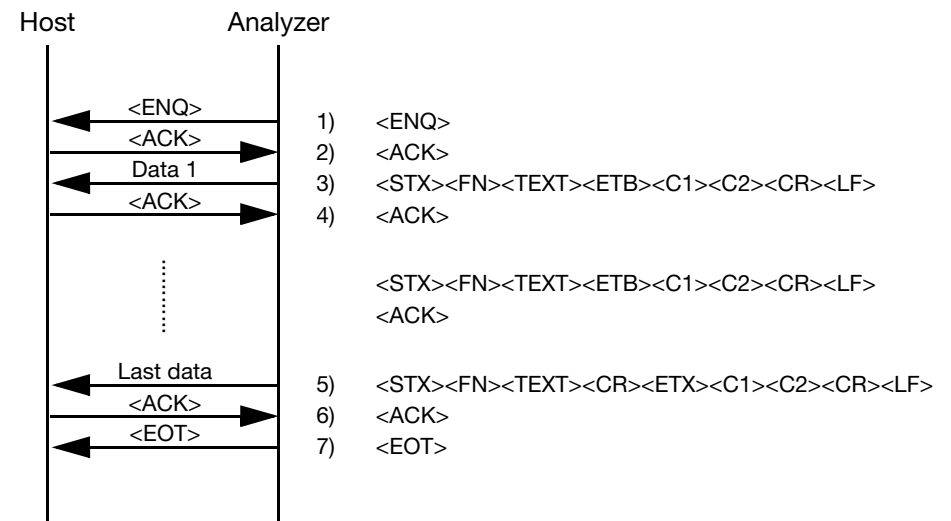 Host Analyzer
<ENQ> 1) <ENQ>
<ACK> 2) <ACK>
Data 1 3) <STX><FN><TEXT><ETB><C1><C2><CR><LF>
<ACK> 4) <ACK>
<STX><FN><TEXT><ETB><C1><C2><CR><LF>
<ACK>
Last data 5) <STX><FN><TEXT><CR><ETX><C1><C2><CR><LF>
<ACK> 6) <ACK>
<EOT> 7) <EOT>